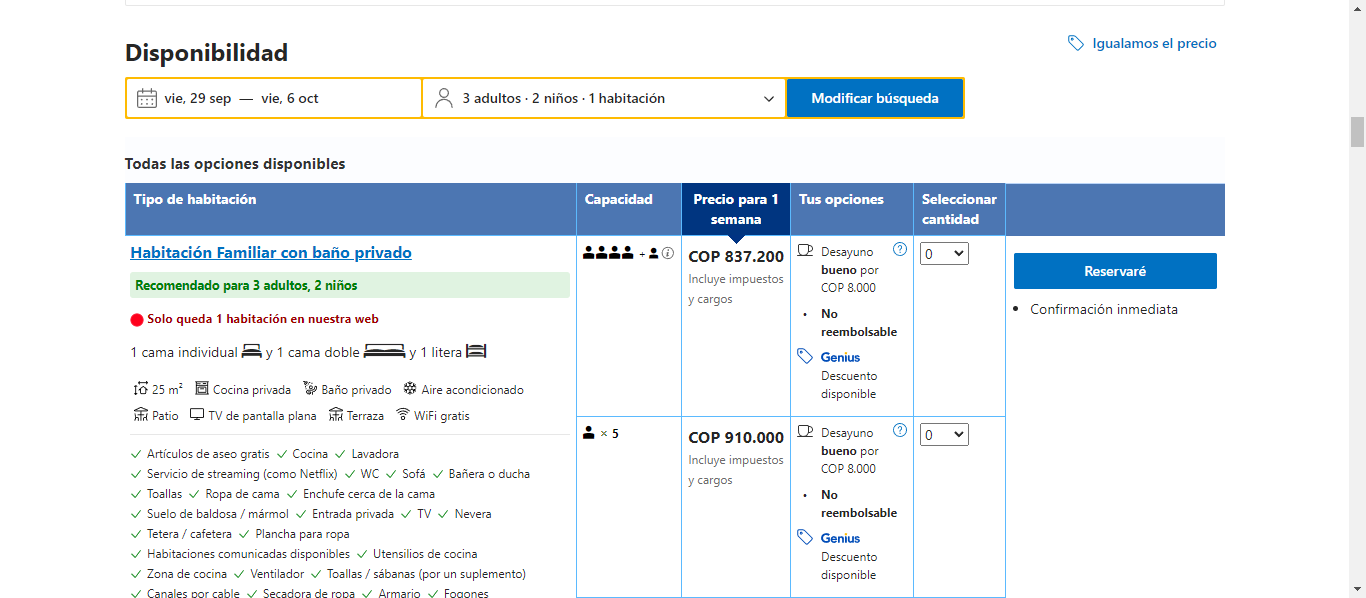 Disponibilidad
Igualamos el precio
vie, 29 sep — vie, 6 oct
3 adultos · 2 niños · 1 habitación
Modificar búsqueda
Todas las opciones disponibles
Tipo de habitación
Capacidad
Precio para 1
semana
Tus opciones
Seleccionar
cantidad
Habitación Familiar con baño privado
Recomendado para 3 adultos, 2 niños
Solo queda 1 habitación en nuestra web
1 cama individual y 1 cama doble y 1 litera
25 m² Cocina privada Baño privado Aire acondicionado
Patio TV de pantalla plana Terraza WiFi gratis
Artículos de aseo gratis Cocina Lavadora
Servicio de streaming (como Netflix) WC Sofá Bañera o ducha
Toallas Ropa de cama Enchufe cerca de la cama
Suelo de baldosa / mármol Entrada privada TV Nevera
Tetera / cafetera Plancha para ropa
Habitaciones comunicadas disponibles Utensilios de cocina
Zona de cocina Ventilador Toallas / sábanas (por un suplemento)
Canales por cable Secadora de ropa Armario Fogones
+
COP 837.200
Incluye impuestos
y cargos
Desayuno
bueno por
COP 8.000
• No
reembolsable
Genius
Descuento
disponible
0
Reservaré
• Confirmación inmediata
× 5
COP 910.000
Incluye impuestos
y cargos
Desayuno
bueno por
COP 8.000
• No
reembolsable
Genius
Descuento
disponible
0